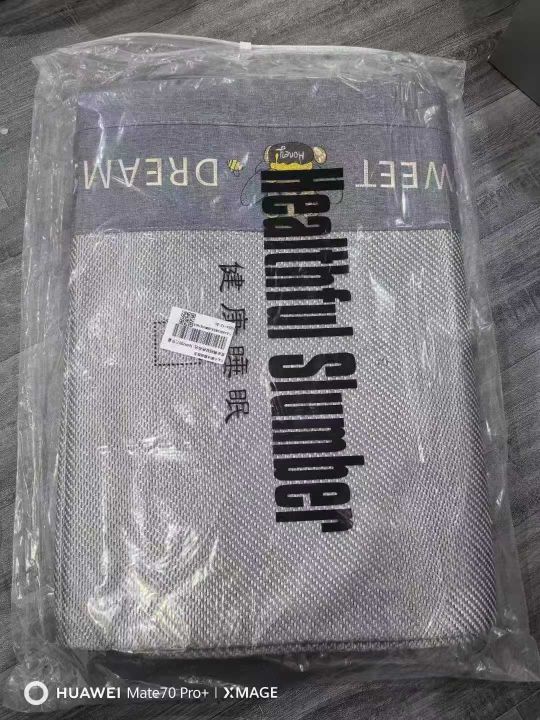 WEET DREAM
Honey
Healthful Slumber
健康睡眠
HUAWEI Mate70 Pro+ | XMAGE